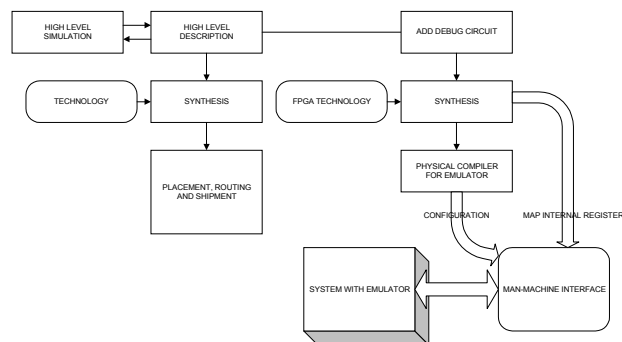 HIGH LEVEL
SIMULATION
HIGH LEVEL
DESCRIPTION
ADD DEBUG CIRCUIT
TECHNOLOGY
SYNTHESIS
FPGA TECHNOLOGY
SYNTHESIS
PLACEMENT, ROUTING
AND SHIPMENT
PHYSICAL COMPILER
FOR EMULATOR
CONFIGURATION
MAP INTERNAL REGISTER
SYSTEM WITH EMULATOR
MAN-MACHINE INTERFACE